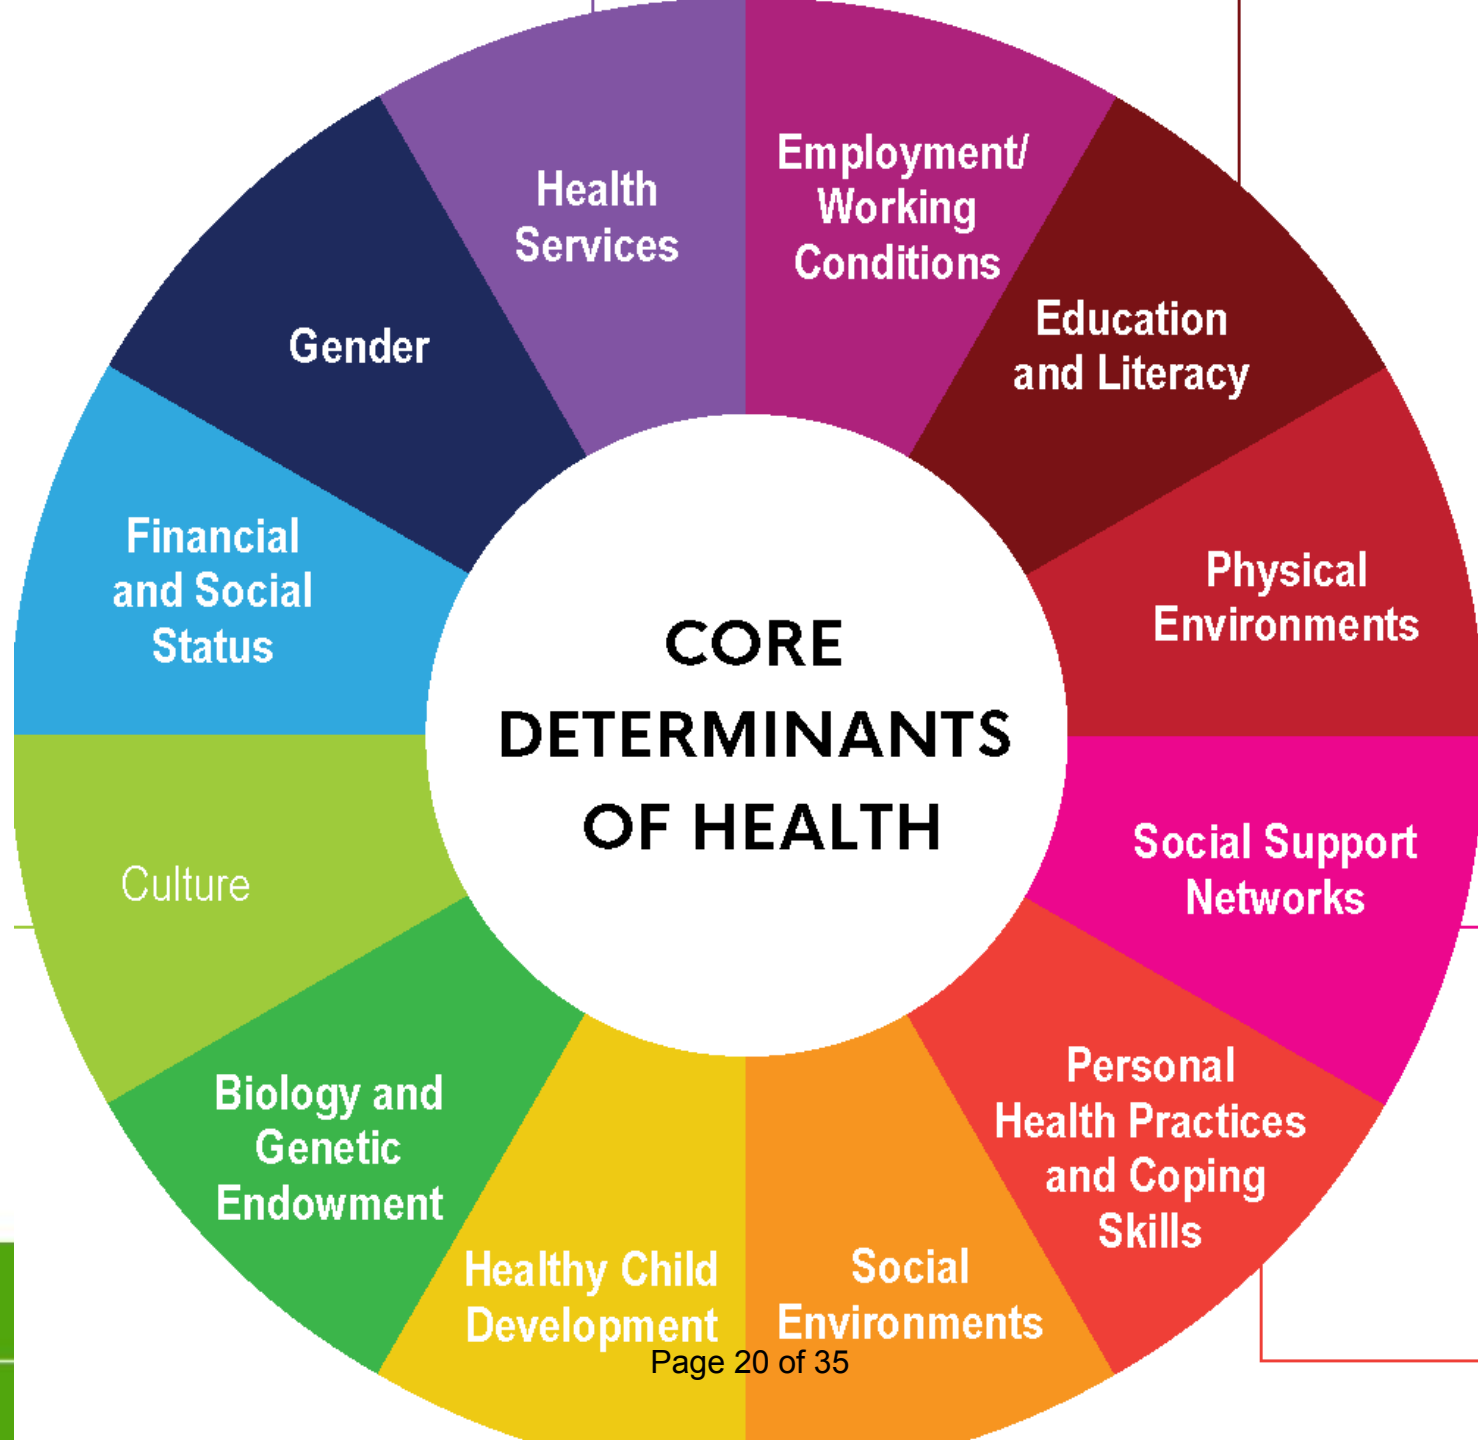 Health
Services
Employment/
Working
Conditions
Education
and Literacy
Physical
Environments
Social Support
Networks
Personal
Health Practices
and Coping
Skills
Social
Environments
Healthy Child
Development
Biology and
Genetic
Endowment
Culture
Financial
and Social
Status
Gender
CORE
DETERMINANTS
OF HEALTH
Page 20 of 35